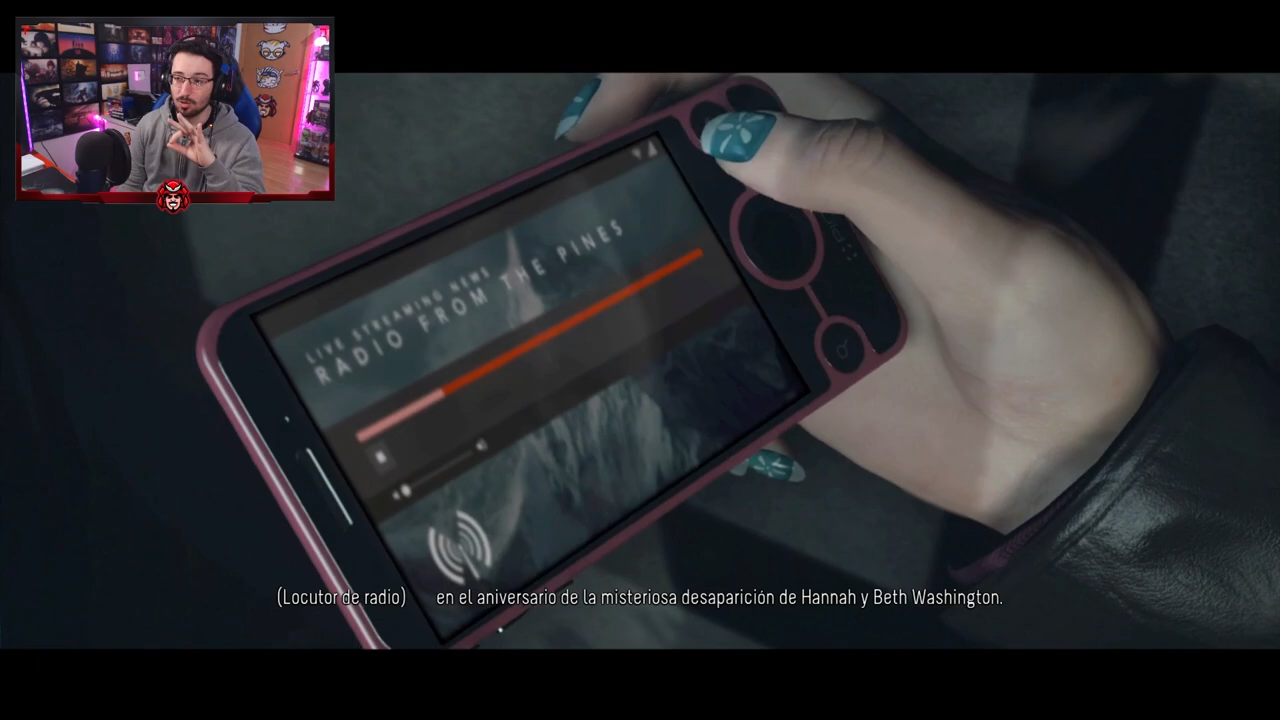 LIVE STREAMING NEWS
RADIO FROM THE PINES
(Locutor de radio) en el aniversario de la misteriosa desaparición de Hannah y Beth Washington.